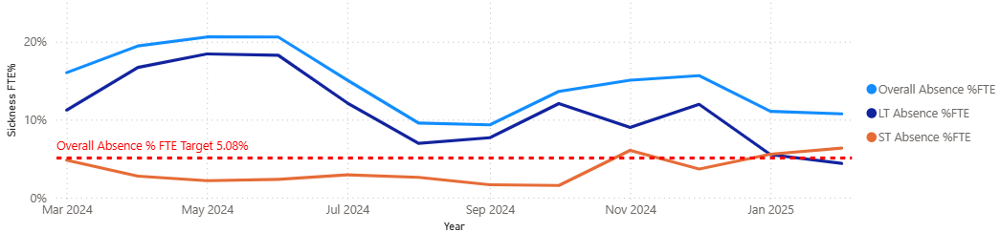 20%
10%
0%
Sickness FTE%
Overall Absence % FTE Target 5.08%
Mar 2024
May 2024
Jul 2024
Sep 2024
Nov 2024
Jan 2025
Year
Overall Absence %FTE
LT Absence %FTE
ST Absence %FTE